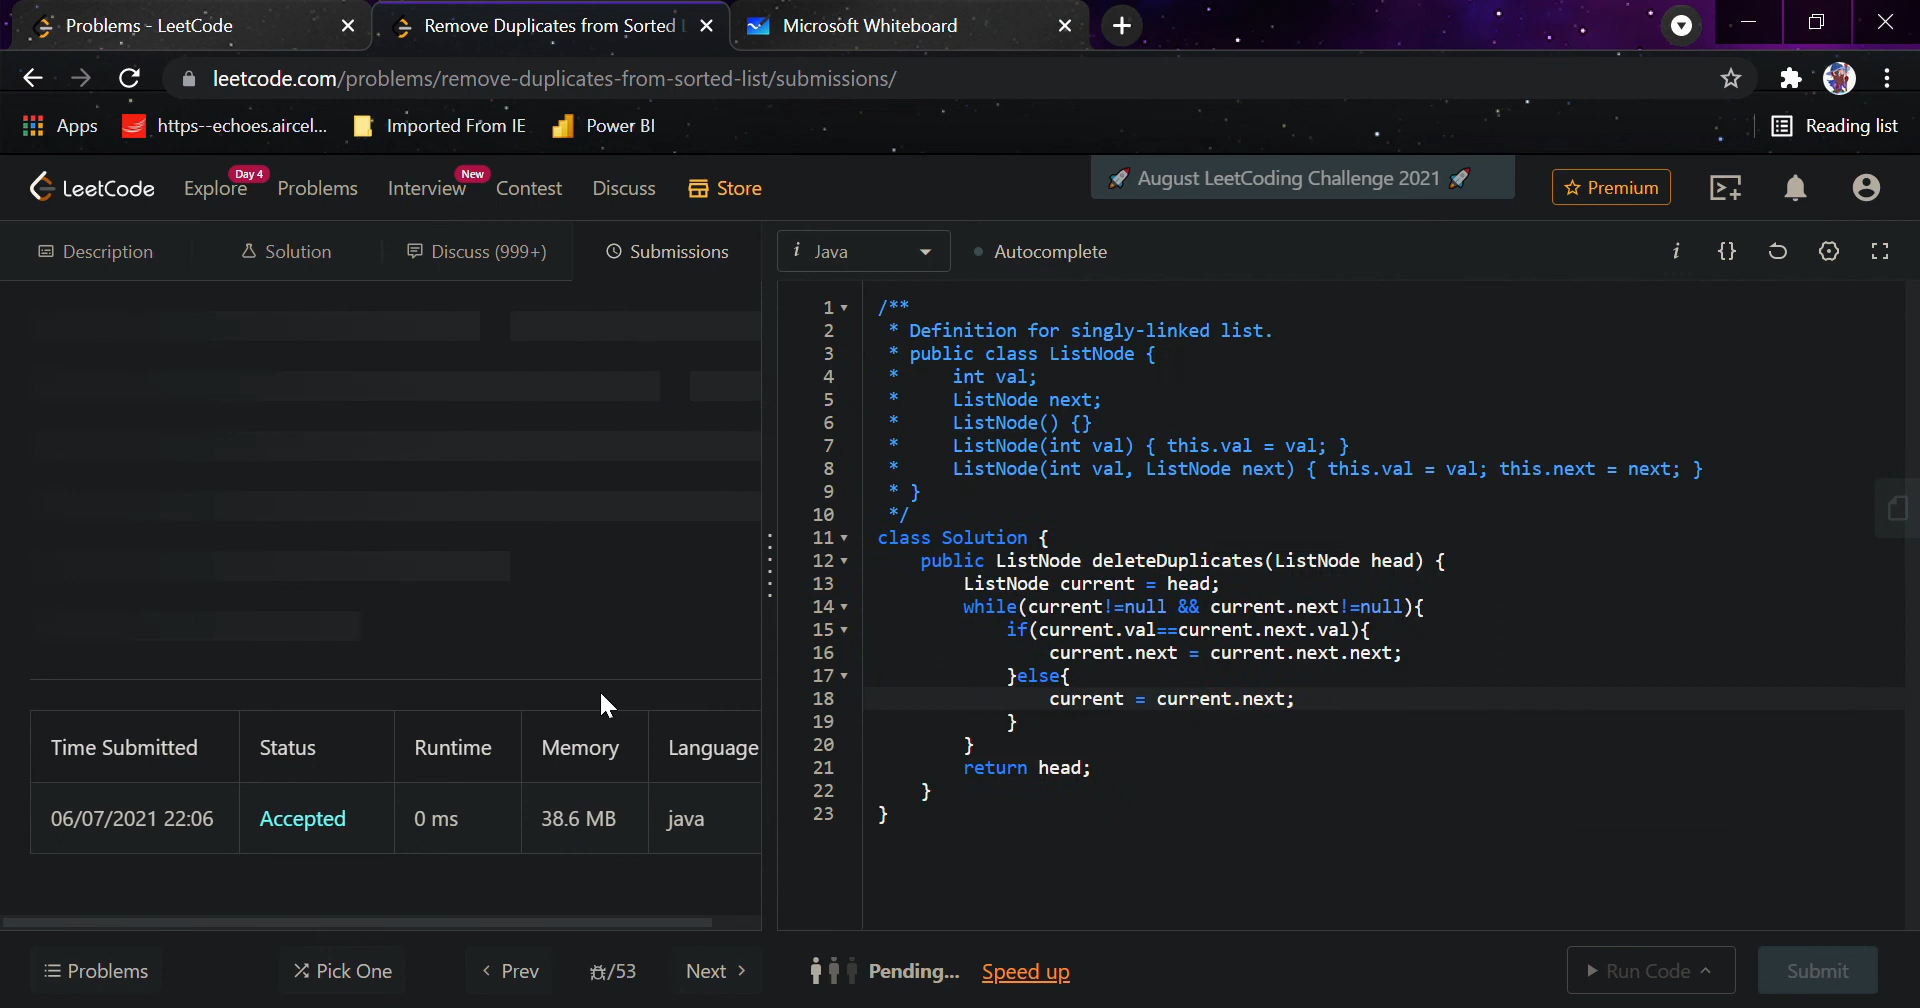 Problems - LeetCode
Remove Duplicates from Sorted
Microsoft Whiteboard
leetcode.com/problems/remove-duplicates-from-sorted-list/submissions/
Apps
https--echoes.aircel...
Imported From IE
Power BI
Reading list
LeetCode
Explore
Day 4
Problems
Interview
New
Contest
Discuss
Store
🚀 August LeetCoding Challenge 2021 🚀
Premium
Description
Solution
Discuss (999+)
Submissions
i Java
Autocomplete
i {}
1 /**
2  * Definition for singly-linked list.
3  * public class ListNode {
4  *     int val;
5  *     ListNode next;
6  *     ListNode() {}
7  *     ListNode(int val) { this.val = val; }
8  *     ListNode(int val, ListNode next) { this.val = val; this.next = next; }
9  * }
10  */
11 class Solution {
12     public ListNode deleteDuplicates(ListNode head) {
13         ListNode current = head;
14         while(current!=null && current.next!=null){
15             if(current.val==current.next.val){
16                 current.next = current.next.next;
17             }else{
18                 current = current.next;
19             }
20         }
21         return head;
22     }
23 }
Time Submitted Status Runtime Memory Language
06/07/2021 22:06 Accepted 0 ms 38.6 MB java
Problems
Pick One
Prev
/53
Next
Pending...
Speed up
Run Code
Submit